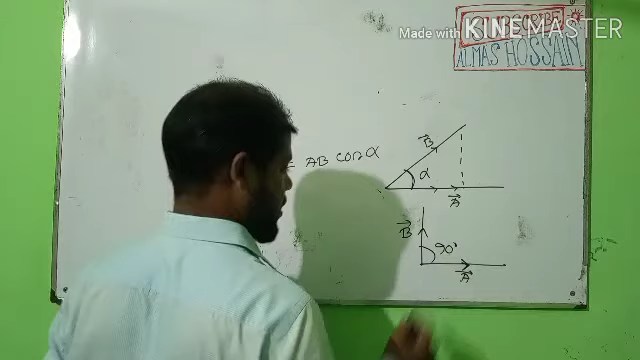 Made with KINEMASTER
ALMAS HOSSAIN
= AB cos α
B⃗
α
A⃗
B⃗
90°
A⃗